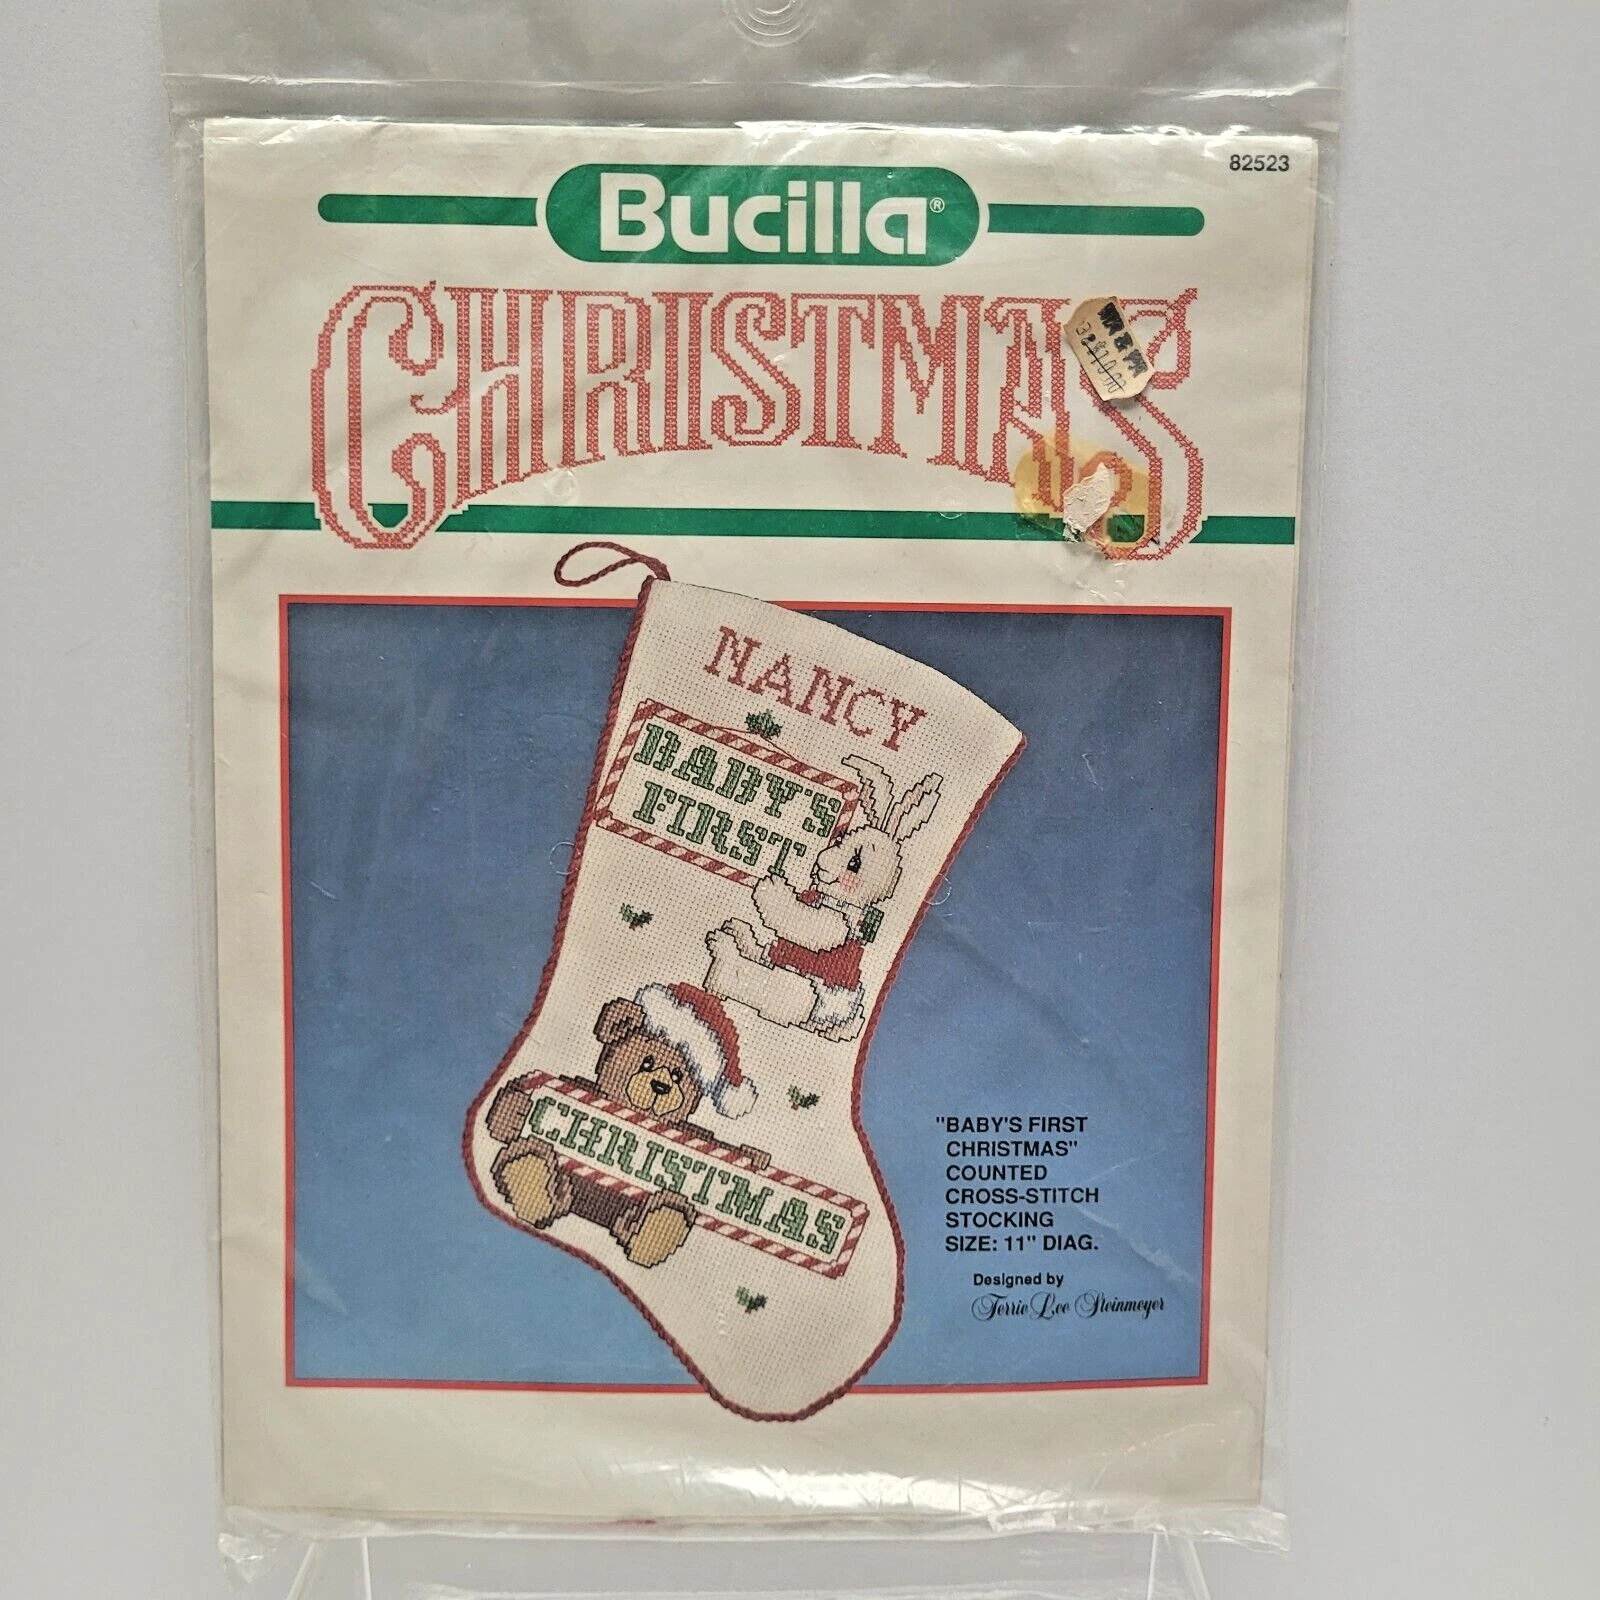 82523
Bucilla®
CHRISTMAS
NANCY
BABY'S
FIRST
CHRISTMAS
"BABY'S FIRST
CHRISTMAS"
COUNTED
CROSS-STITCH
STOCKING
SIZE: 11" DIAG.
Designed by
Terrie Lee Steinmeyer